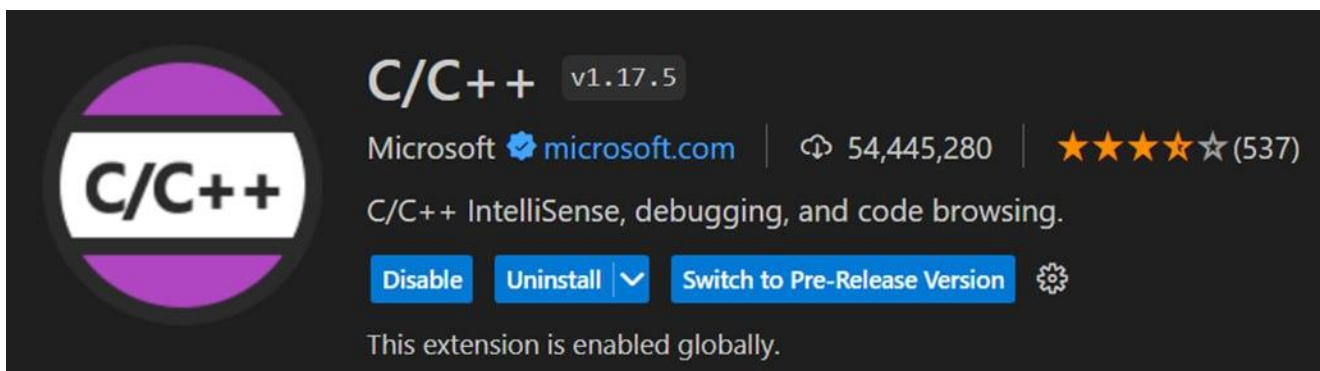 C/C++
C/C++ v1.17.5
Microsoft microsoft.com 54,445,280 (537)
C/C++ IntelliSense, debugging, and code browsing.
Disable Uninstall Switch to Pre-Release Version
This extension is enabled globally.